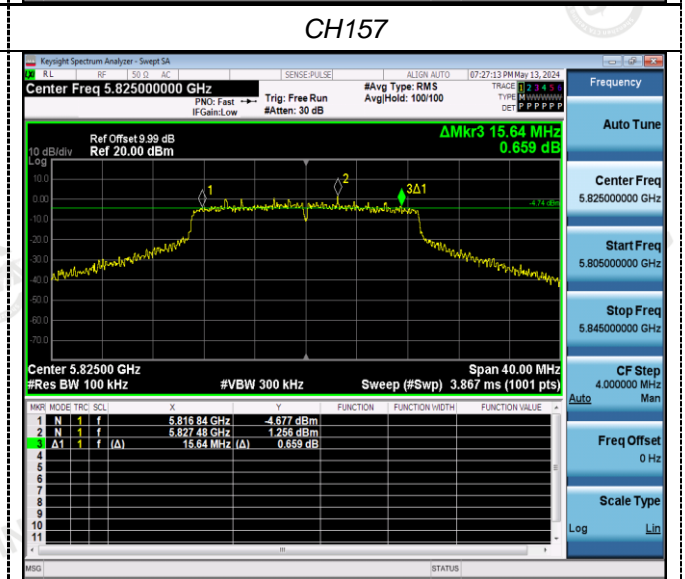 CH157
Keysight Spectrum Analyzer - Swept SA
RL RF 50 Ω AC SENSE:PULSE ALIGN AUTO 07:27:13 PM May 13, 2024
Center Freq 5.825000000 GHz
PNO: Fast
IFGain:Low
Trig: Free Run
#Atten: 30 dB
#Avg Type: RMS
Avg|Hold: 100/100
TRACE 1 2 3 4 5 6
TYPE M WWWWW
DET P P P P P P
Frequency
Ref Offset 9.99 dB
Ref 20.00 dBm
10 dB/div
Log
ΔMkr3 15.64 MHz
0.659 dB
10.0
0.00
-10.0
-20.0
-30.0
-40.0
-50.0
-60.0
-70.0
1
2
3Δ1
-4.74 dBm
Center 5.82500 GHz
Span 40.00 MHz
#Res BW 100 kHz #VBW 300 kHz Sweep (#Swp) 3.867 ms (1001 pts)
MKR MODE TRC SCL X Y FUNCTION FUNCTION WIDTH FUNCTION VALUE
1 N 1 f 5.816 84 GHz -4.677 dBm
2 N 1 f 5.827 48 GHz 1.256 dBm
3 Δ1 1 f (Δ) 15.64 MHz (Δ) 0.659 dB
4
5
6
7
8
9
10
11
MSG STATUS
Auto Tune
Center Freq
5.825000000 GHz
Start Freq
5.805000000 GHz
Stop Freq
5.845000000 GHz
CF Step
4.000000 MHz
Auto Man
Freq Offset
0 Hz
Scale Type
Log Lin